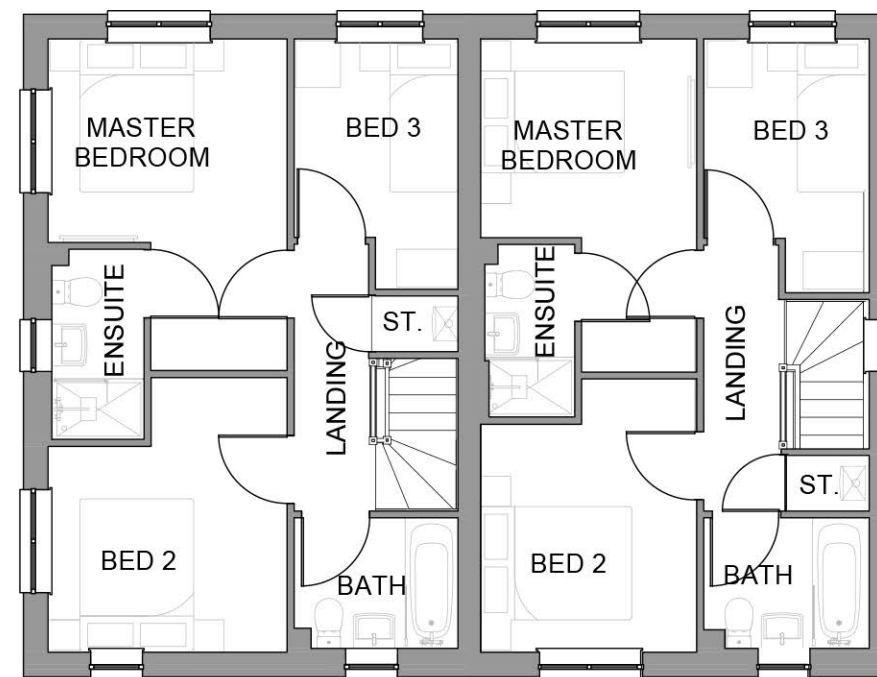 MASTER
BEDROOM
BED 3
MASTER
BEDROOM
BED 3
ENSUITE
ST.
LANDING
ENSUITE
LANDING
BED 2
BATH
BED 2
ST.
BATH